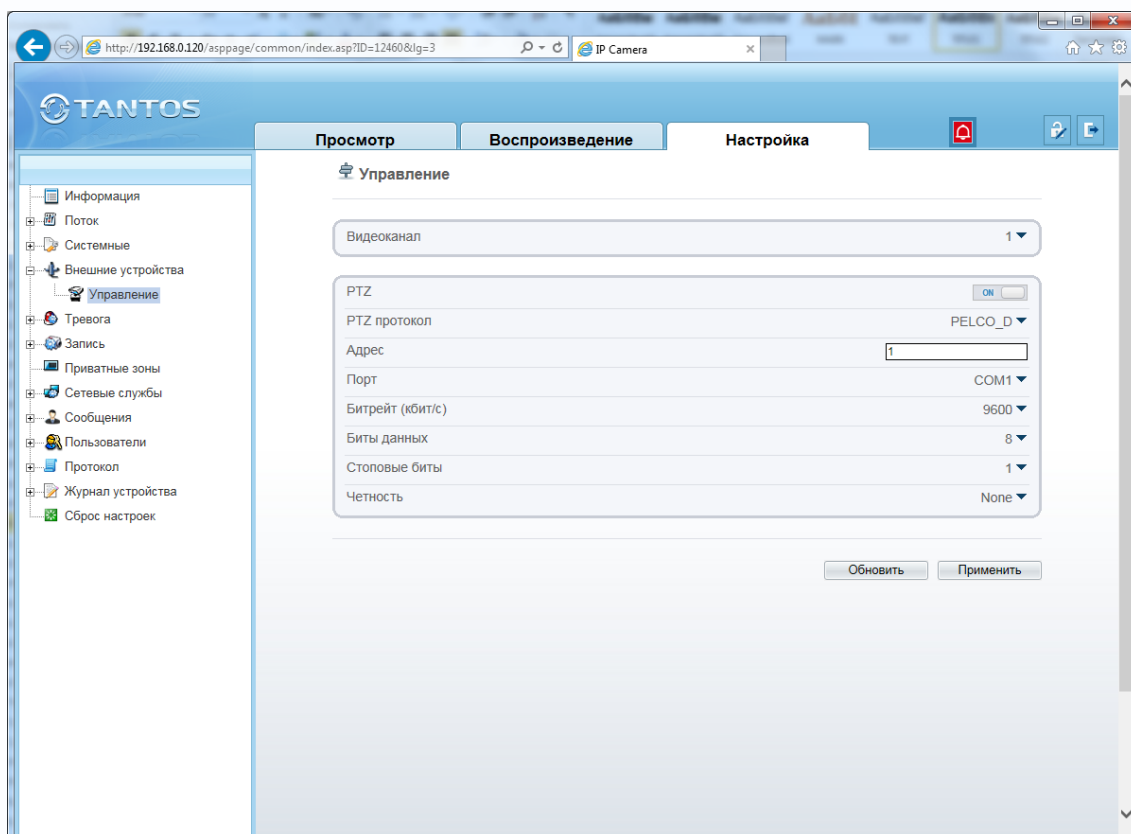 http://192.168.0.120/asppage/common/index.asp?ID=12460&lg=3
IP Camera
TANTOS
Просмотр
Воспроизведение
Настройка
Информация
Поток
Системные
Внешние устройства
Управление
Тревога
Запись
Приватные зоны
Сетевые службы
Сообщения
Пользователи
Протокол
Журнал устройства
Сброс настроек
Управление
Видеоканал 1
PTZ ON
PTZ протокол PELCO_D
Адрес 1
Порт COM1
Битрейт (кбит/с) 9600
Биты данных 8
Стоповые биты 1
Четность None
Обновить Применить